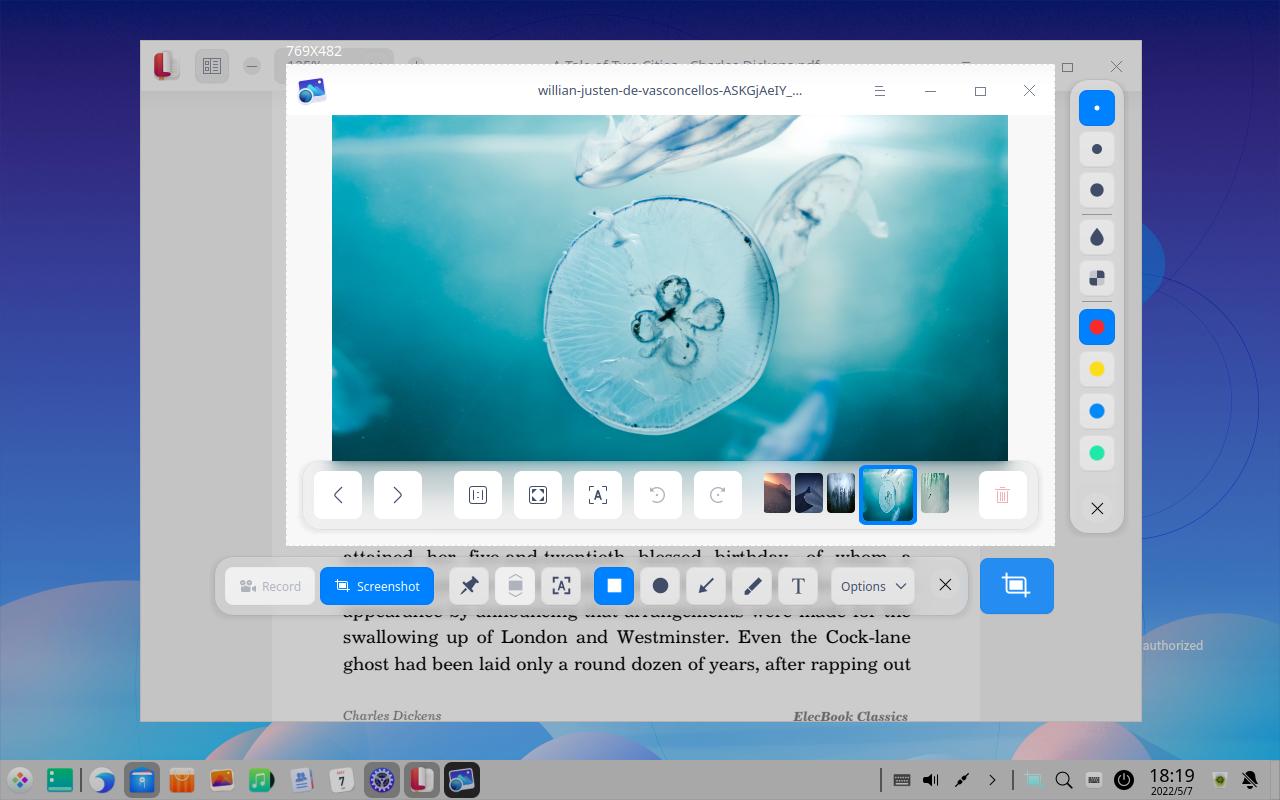 769X482
125%
A Tale of Two Cities - Charles Dickens.pdf
willian-justen-de-vasconcellos-ASKGjAeIY_...
attained her five-and-twentieth blessed birthday, of whom a
Record
Screenshot
T
Options
appearance by announcing that arrangements were made for the
swallowing up of London and Westminster. Even the Cock-lane
ghost had been laid only a round dozen of years, after rapping out
authorized
Charles Dickens
ElecBook Classics
7
18:19
2022/5/7